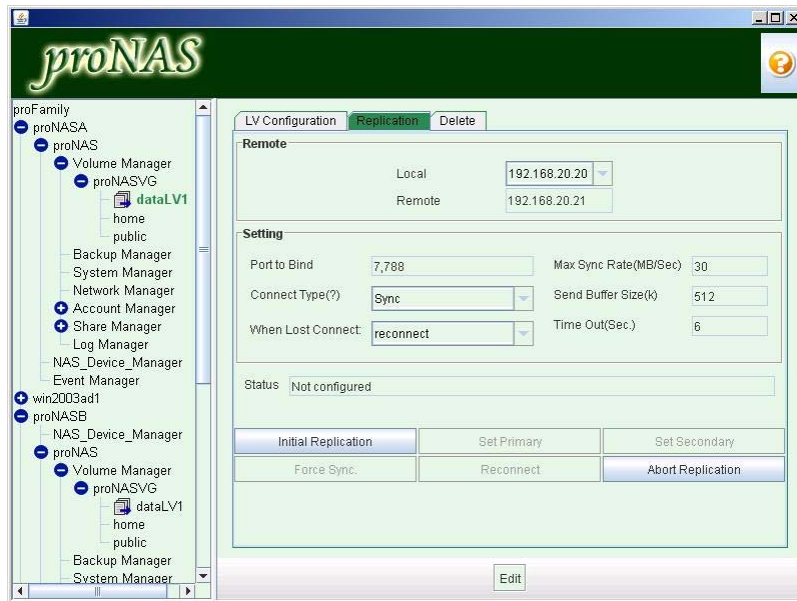 proNAS
?
proFamily
proNASA
proNAS
Volume Manager
proNASVG
dataLV1
home
public
Backup Manager
System Manager
Network Manager
Account Manager
Share Manager
Log Manager
NAS_Device_Manager
Event Manager
win2003ad1
proNASB
NAS_Device_Manager
proNAS
Volume Manager
proNASVG
dataLV1
home
public
Backup Manager
System Manager
LV Configuration Replication Delete
Remote
Local 192.168.20.20
Remote 192.168.20.21
Setting
Port to Bind 7,788 Max Sync Rate(MB/Sec) 30
Connect Type(?) Sync Send Buffer Size(k) 512
When Lost Connect: reconnect Time Out(Sec.) 6
Status Not configured
Initial Replication Set Primary Set Secondary
Force Sync. Reconnect Abort Replication
Edit